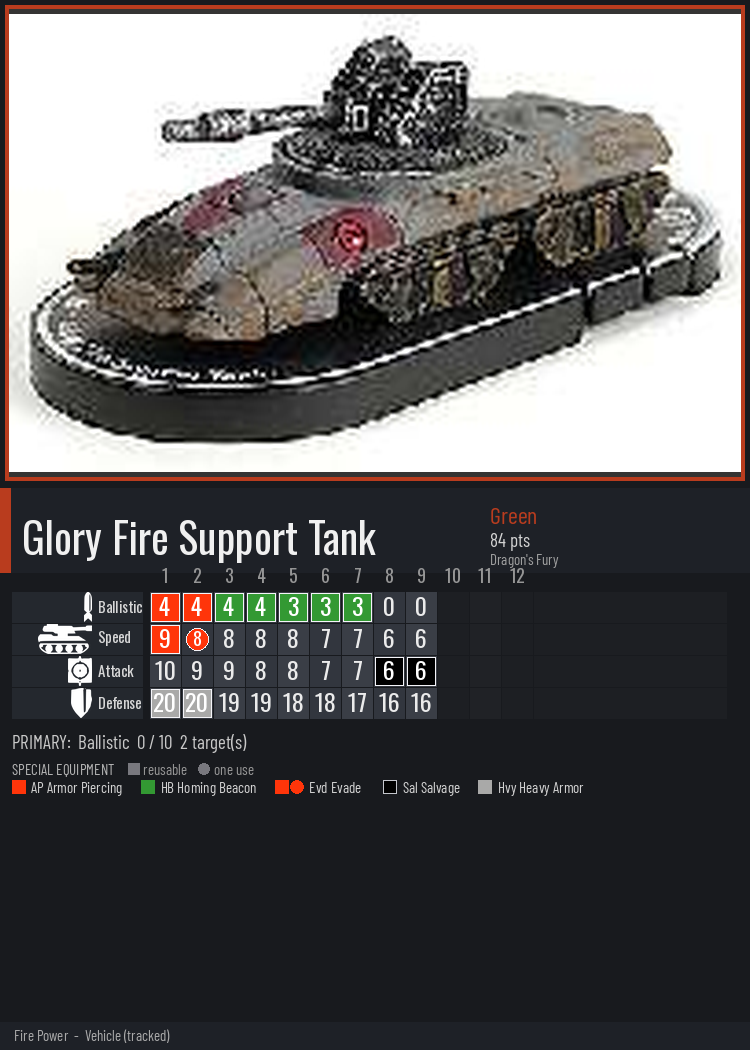 10
Glory Fire Support Tank
Green
84 pts
Dragon's Fury
1 2 3 4 5 6 7 8 9 10 11 12
Ballistic 4 4 4 4 3 3 3 0 0
Speed 9 8 8 8 8 7 7 6 6
Attack 10 9 9 8 8 7 7 6 6
Defense 20 20 19 19 18 18 17 16 16
PRIMARY: Ballistic 0 / 10 2 target(s)
SPECIAL EQUIPMENT reusable one use
AP Armor Piercing HB Homing Beacon Evd Evade Sal Salvage Hvy Heavy Armor
Fire Power - Vehicle (tracked)